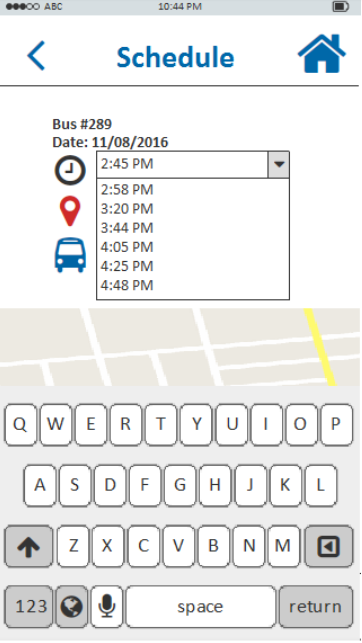 ABC 10:44 PM
Schedule
Bus #289
Date: 11/08/2016
2:45 PM
2:58 PM
3:20 PM
3:44 PM
4:05 PM
4:25 PM
4:48 PM
Q W E R T Y U I O P
A S D F G H J K L
Z X C V B N M
123 space return